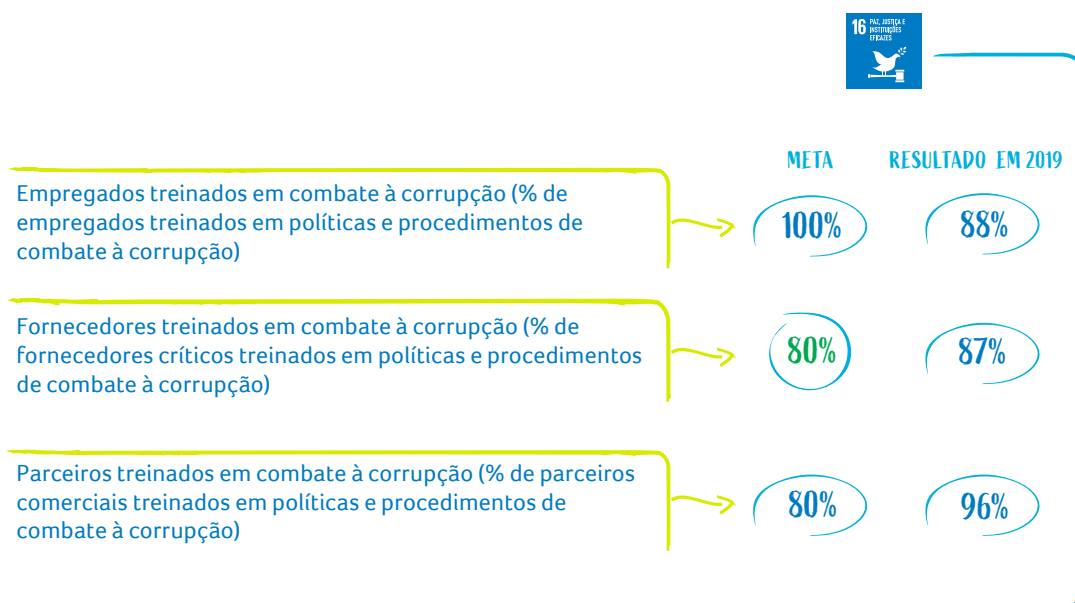 16 PAZ, JUSTIÇA E
INSTITUIÇÕES
EFICAZES
META RESULTADO EM 2019
Empregados treinados em combate à corrupção (% de
empregados treinados em políticas e procedimentos de
combate à corrupção)
100% 88%
Fornecedores treinados em combate à corrupção (% de
fornecedores críticos treinados em políticas e procedimentos
de combate à corrupção)
80% 87%
Parceiros treinados em combate à corrupção (% de parceiros
comerciais treinados em políticas e procedimentos de
combate à corrupção)
80% 96%